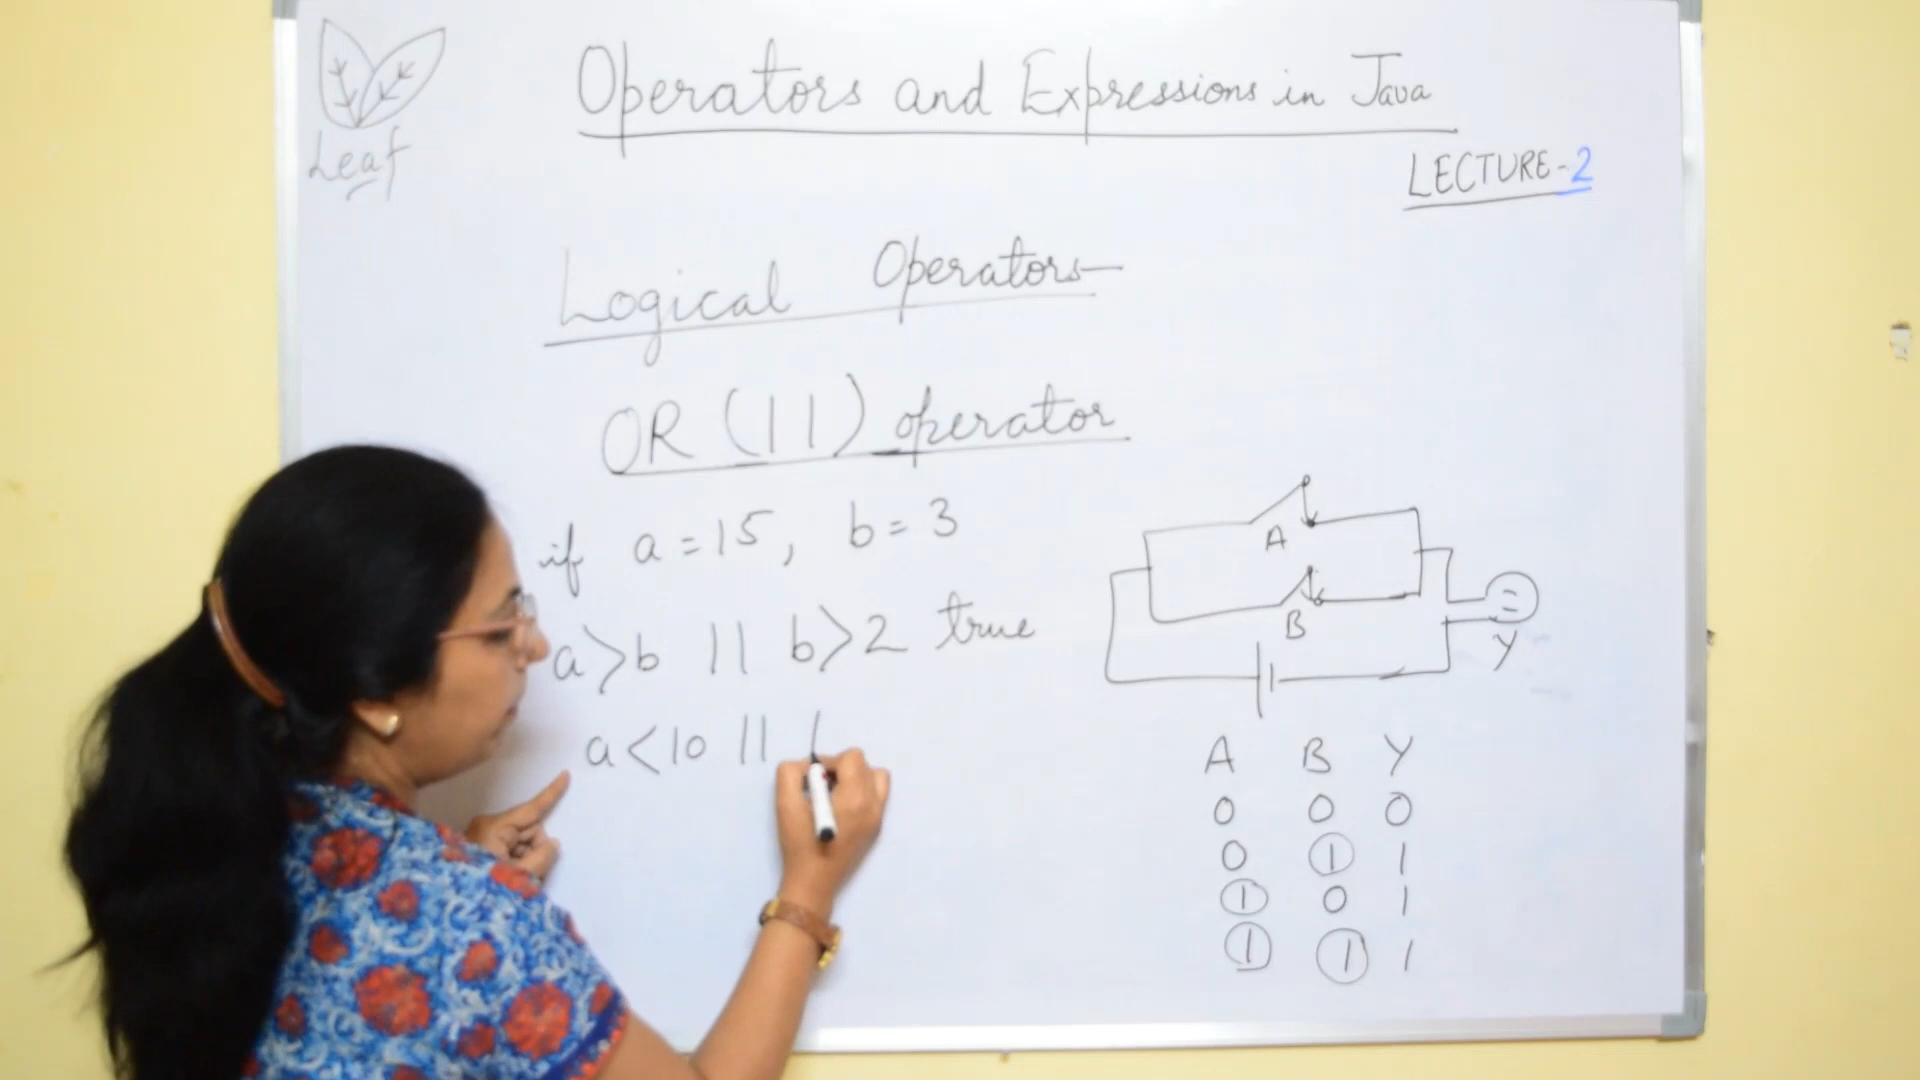 Leaf
Operators and Expressions in Java
LECTURE-2
Logical Operators-
OR (||) operator
if a=15, b=3
a>b || b>2 true
a<10 ||
A
B
Y
A B Y
0 0 0
0 1 1
1 0 1
1 1 1